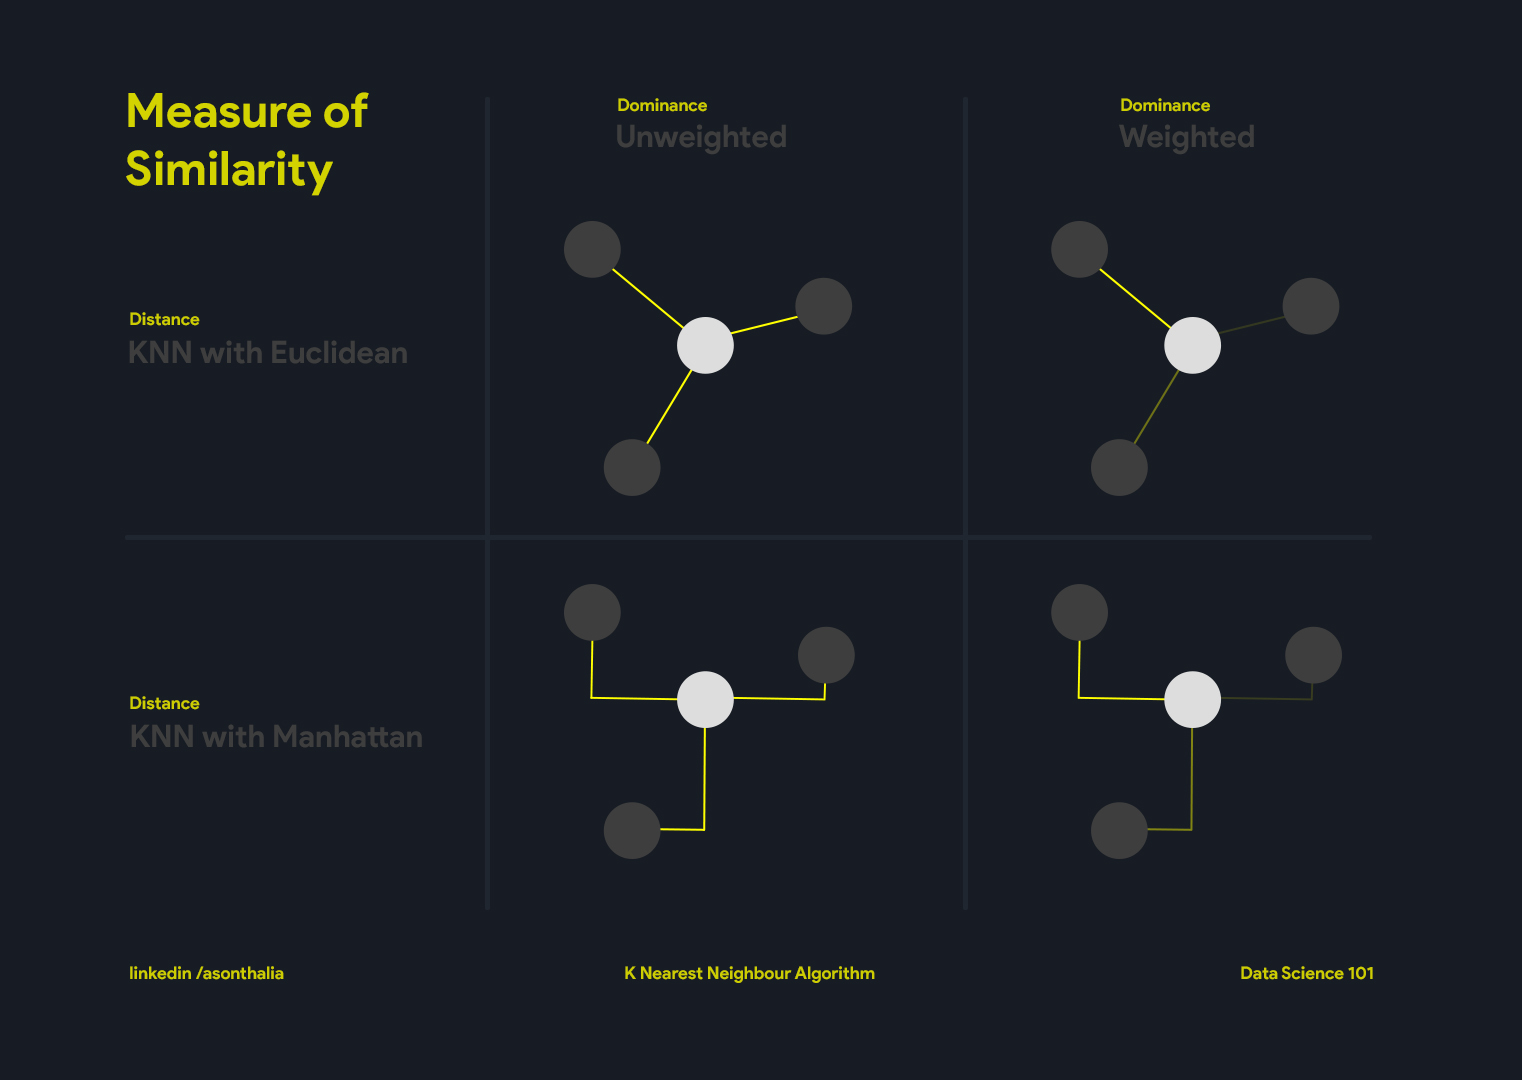 Measure of
Similarity
Dominance
Unweighted
Dominance
Weighted
Distance
KNN with Euclidean
Distance
KNN with Manhattan
linkedin /asonthalia
K Nearest Neighbour Algorithm
Data Science 101